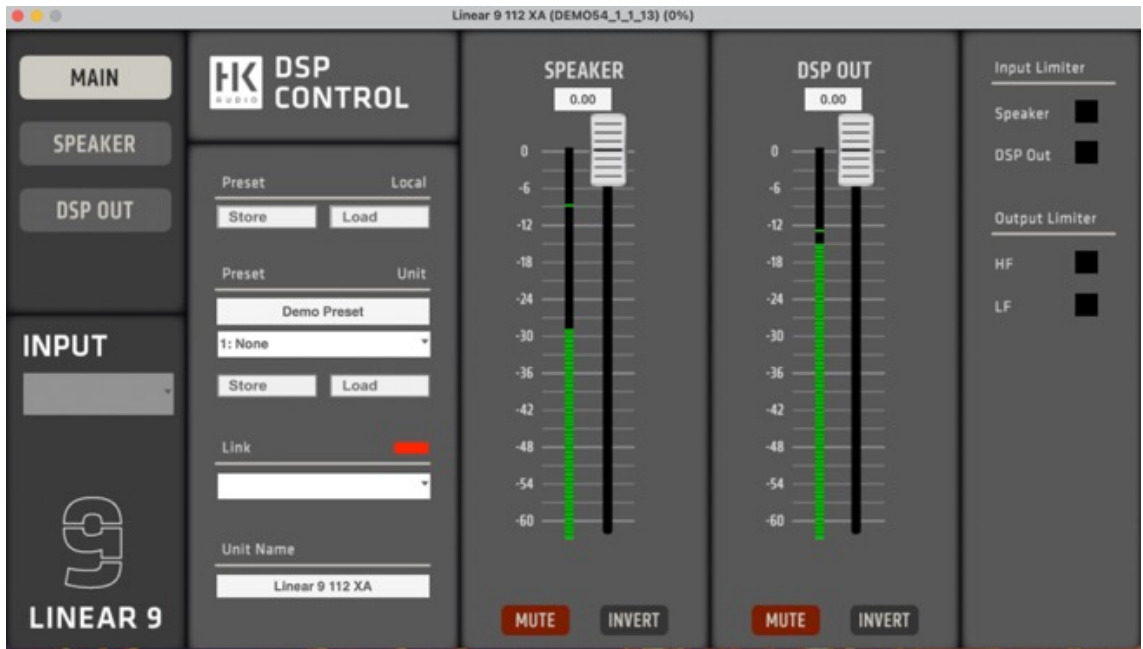 Linear 9 112 XA (DEMO54_1_1_13) (0%)
MAIN
SPEAKER
DSP OUT
INPUT
9
LINEAR 9
HK
AUDIO
DSP
CONTROL
Preset Local
Store Load
Preset Unit
Demo Preset
1: None
Store Load
Link
Unit Name
Linear 9 112 XA
SPEAKER
0.00
0
-6
-12
-18
-24
-30
-36
-42
-48
-54
-60
MUTE INVERT
DSP OUT
0.00
0
-6
-12
-18
-24
-30
-36
-42
-48
-54
-60
MUTE INVERT
Input Limiter
Speaker
DSP Out
Output Limiter
HF
LF